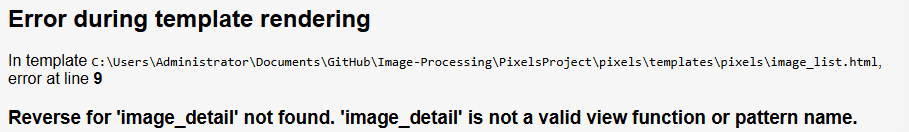 Error during template rendering
In template C:\Users\Administrator\Documents\GitHub\Image-Processing\PixelsProject\pixels\templates\pixels\image_list.html,
error at line 9
Reverse for 'image_detail' not found. 'image_detail' is not a valid view function or pattern name.